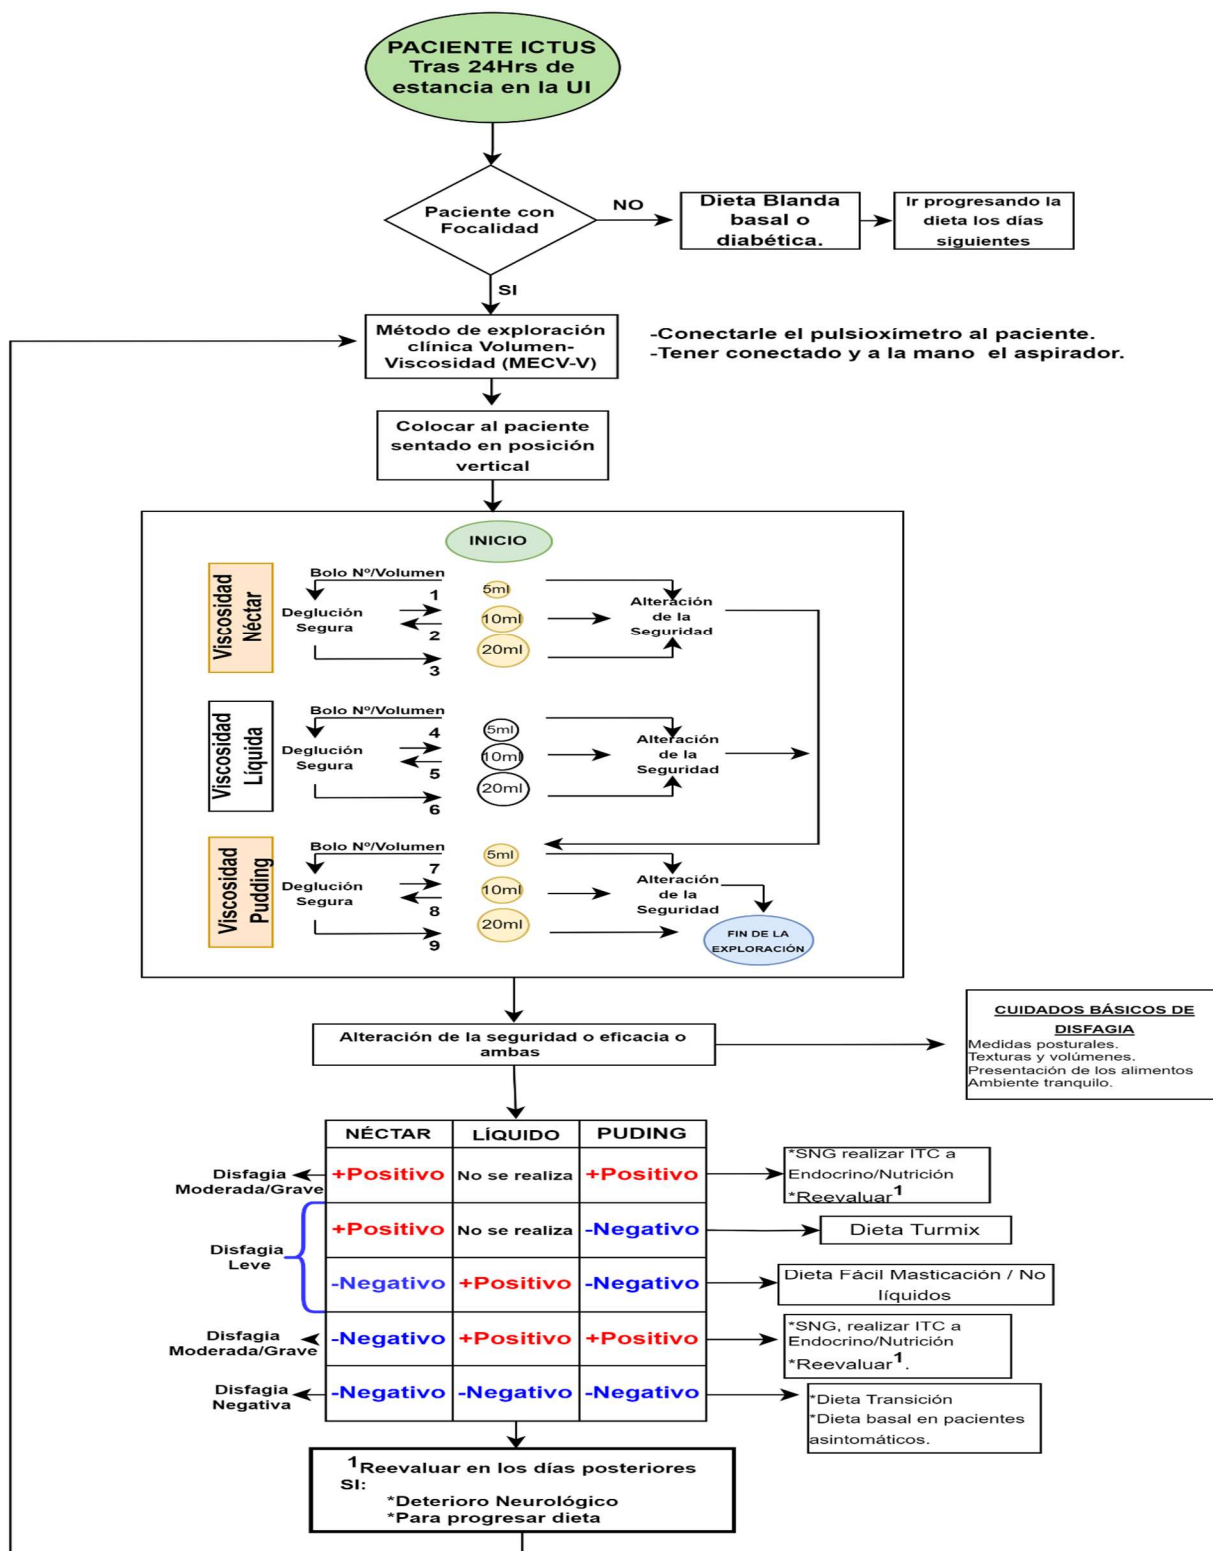 PACIENTE ICTUS
Tras 24Hrs de
estancia en la UI
Paciente con
Focalidad
NO
Dieta Blanda
basal o
diabética.
Ir progresando la
dieta los días
siguientes
SI
Método de exploración
clínica Volumen-
Viscosidad (MECV-V)
-Conectarle el pulsioxímetro al paciente.
-Tener conectado y a la mano el aspirador.
Colocar al paciente
sentado en posición
vertical
INICIO
Viscosidad
Néctar
Bolo Nº/Volumen
Deglución
Segura
1
2
3
5ml
10ml
20ml
Alteración
de la
Seguridad
Viscosidad
Líquida
Bolo Nº/Volumen
Deglución
Segura
4
5
6
5ml
10ml
20ml
Alteración
de la
Seguridad
Viscosidad
Pudding
Bolo Nº/Volumen
Deglución
Segura
7
8
9
5ml
10ml
20ml
Alteración
de la
Seguridad
FIN DE LA
EXPLORACIÓN
Alteración de la seguridad o eficacia o
ambas
CUIDADOS BÁSICOS DE
DISFAGIA
Medidas posturales.
Texturas y volúmenes.
Presentación de los alimentos
Ambiente tranquilo.
NÉCTAR LÍQUIDO PUDING
Disfagia
Moderada/Grave
+Positivo No se realiza +Positivo
*SNG realizar ITC a
Endocrino/Nutrición
*Reevaluar1
Disfagia
Leve
+Positivo No se realiza -Negativo
Dieta Turmix
-Negativo +Positivo -Negativo
Dieta Fácil Masticación / No
líquidos
Disfagia
Moderada/Grave
-Negativo +Positivo +Positivo
*SNG, realizar ITC a
Endocrino/Nutrición
*Reevaluar1.
Disfagia
Negativa
-Negativo -Negativo -Negativo
*Dieta Transición
*Dieta basal en pacientes
asintomáticos.
1Reevaluar en los días posteriores
SI:
*Deterioro Neurológico
*Para progresar dieta